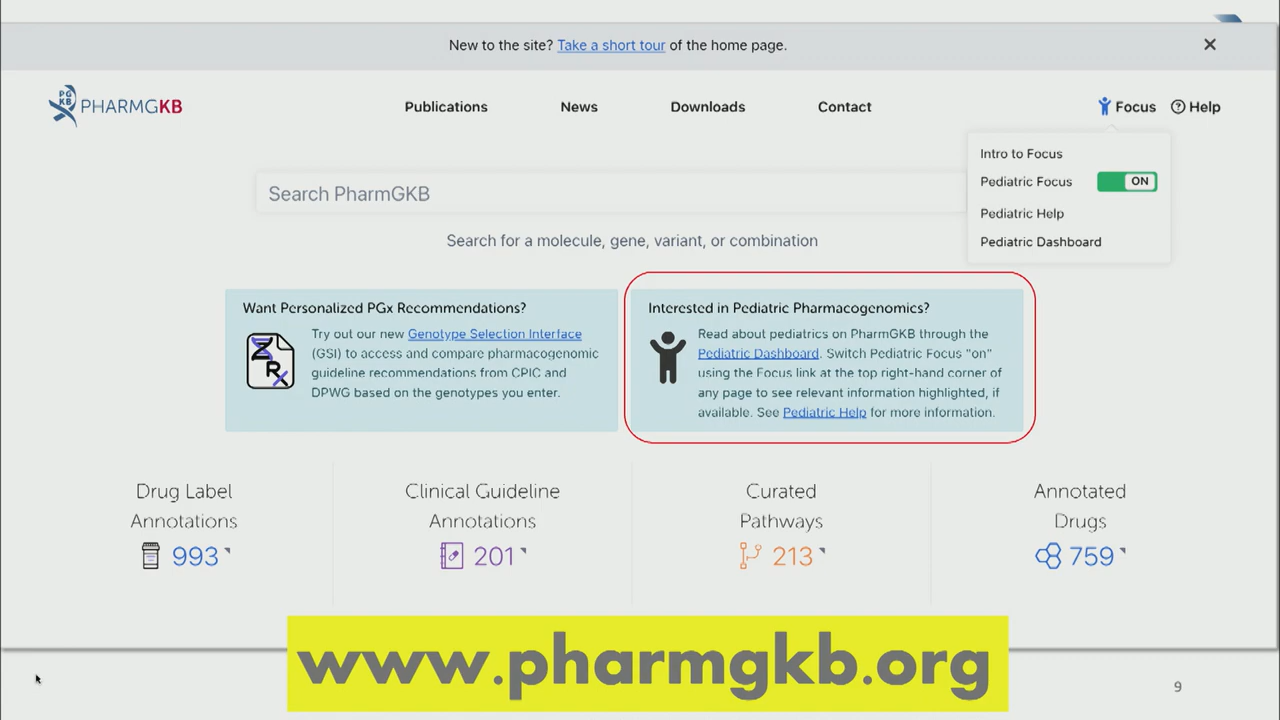 New to the site? Take a short tour of the home page.
PHARMGKB
Publications
News
Downloads
Contact
Focus
Help
Intro to Focus
Pediatric Focus ON
Pediatric Help
Pediatric Dashboard
Search PharmGKB
Search for a molecule, gene, variant, or combination
Want Personalized PGx Recommendations?
Try out our new Genotype Selection Interface
(GSI) to access and compare pharmacogenomic
guideline recommendations from CPIC and
DPWG based on the genotypes you enter.
Interested in Pediatric Pharmacogenomics?
Read about pediatrics on PharmGKB through the
Pediatric Dashboard. Switch Pediatric Focus "on"
using the Focus link at the top right-hand corner of
any page to see relevant information highlighted, if
available. See Pediatric Help for more information.
Drug Label
Annotations
993
Clinical Guideline
Annotations
201
Curated
Pathways
213
Annotated
Drugs
759
www.pharmgkb.org
9